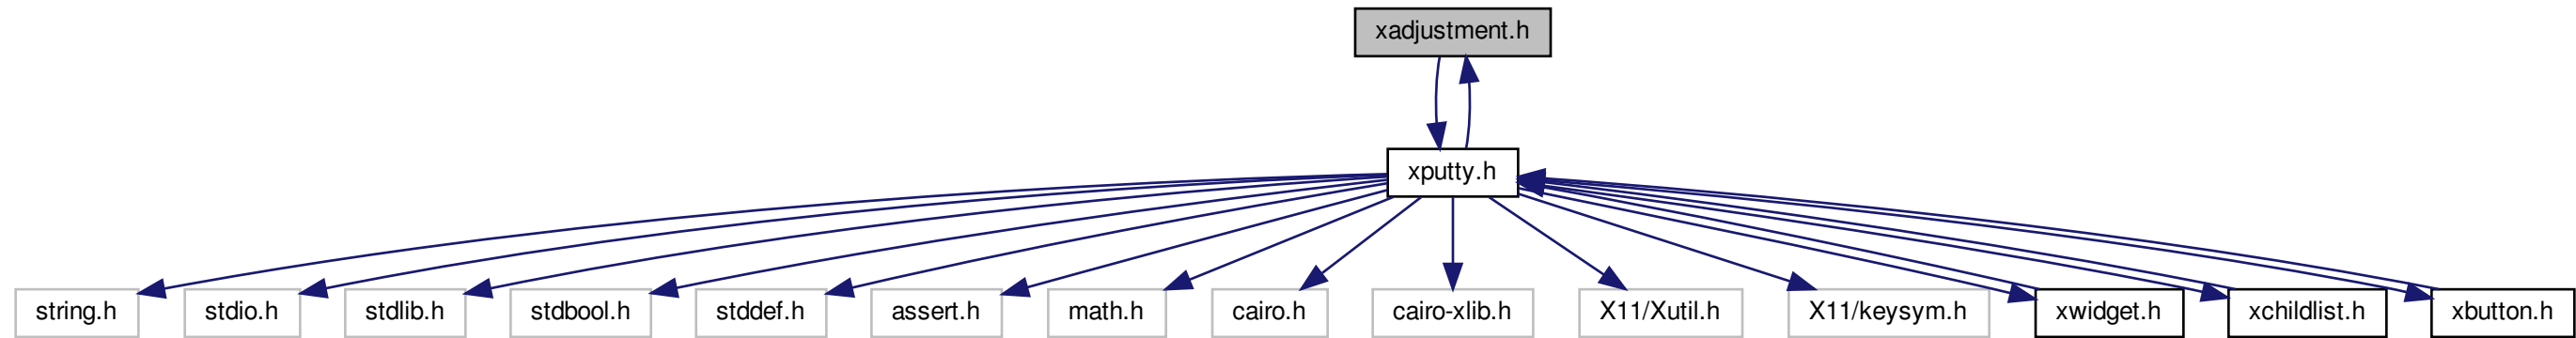 xadjustment.h
xputty.h
string.h
stdio.h
stdlib.h
stdbool.h
stddef.h
assert.h
math.h
cairo.h
cairo-xlib.h
X11/Xutil.h
X11/keysym.h
xwidget.h
xchildlist.h
xbutton.h